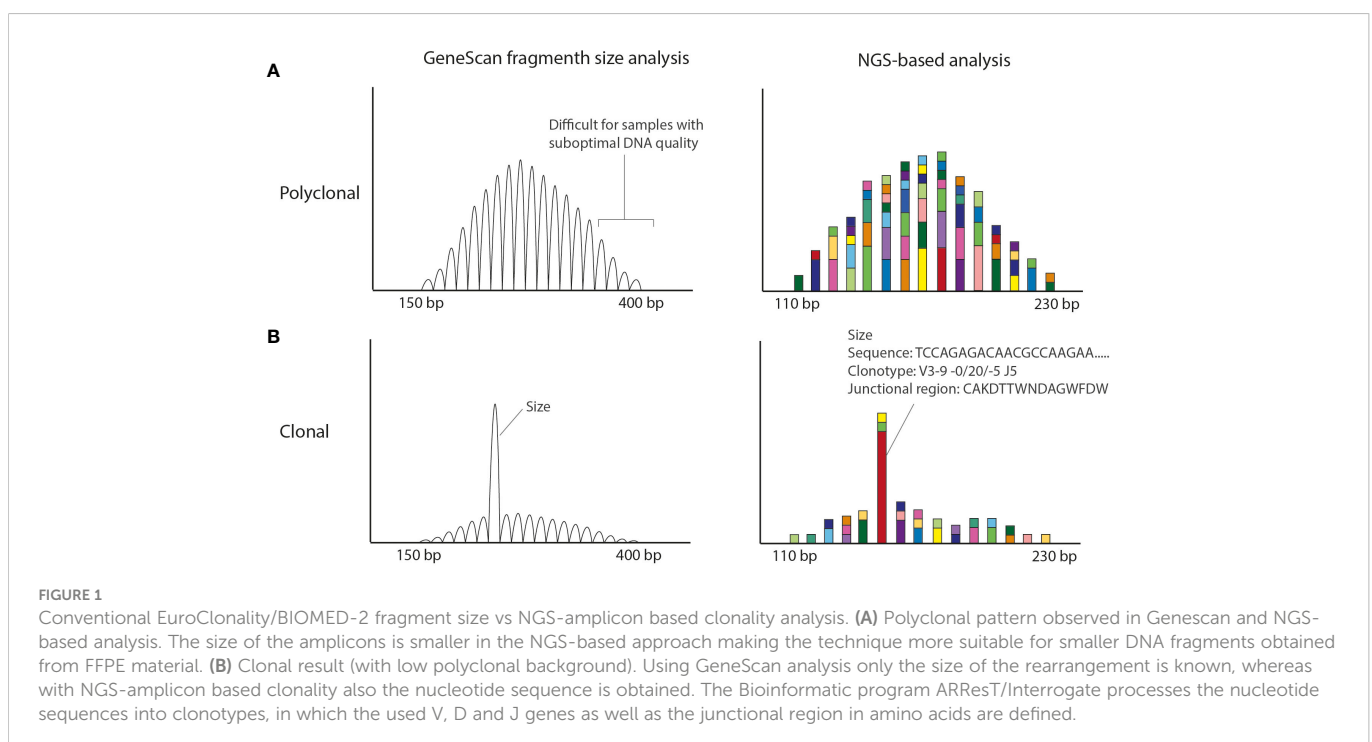 GeneScan fragmenth size analysis
NGS-based analysis
A
Difficult for samples with
suboptimal DNA quality
Polyclonal
150 bp
400 bp
110 bp
230 bp
B
Size
Sequence: TCCAGAGACAACGCCAAGAA.....
Clonotype: V3-9 -0/20/-5 J5
Junctional region: CAKDTTWNDAGWFDW
Size
Clonal
150 bp
400 bp
110 bp
230 bp
FIGURE 1
Conventional EuroClonality/BIOMED-2 fragment size vs NGS-amplicon based clonality analysis. (A) Polyclonal pattern observed in Genescan and NGS-
based analysis. The size of the amplicons is smaller in the NGS-based approach making the technique more suitable for smaller DNA fragments obtained
from FFPE material. (B) Clonal result (with low polyclonal background). Using GeneScan analysis only the size of the rearrangement is known, whereas
with NGS-amplicon based clonality also the nucleotide sequence is obtained. The Bioinformatic program ARResT/Interrogate processes the nucleotide
sequences into clonotypes, in which the used V, D and J genes as well as the junctional region in amino acids are defined.